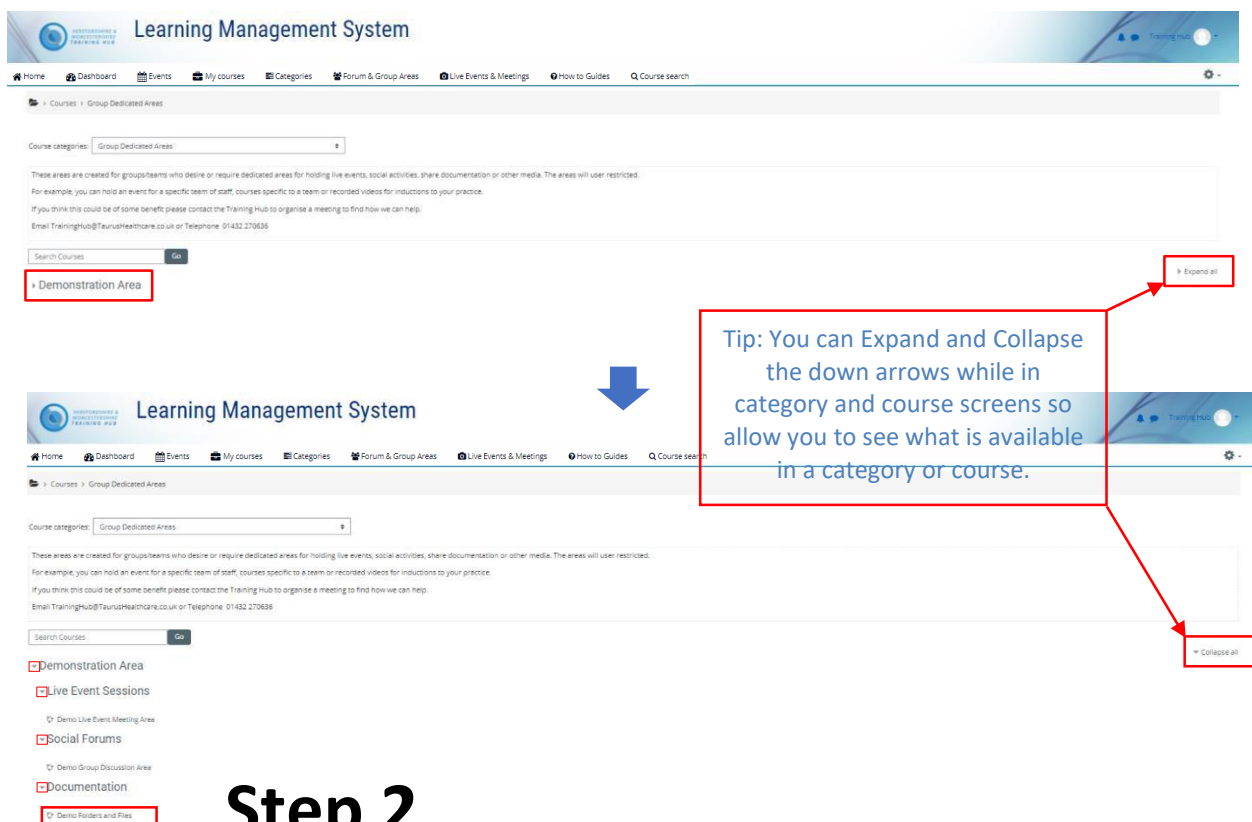 HEREFORDSHIRE &
WORCESTERSHIRE
TRAINING HUB
Learning Management System
Training Hub
Home Dashboard Events My courses Categories Forum & Group Areas Live Events & Meetings How to Guides Course search
Courses › Group Dedicated Areas
Course categories: Group Dedicated Areas
These areas are created for groups/teams who desire or require dedicated areas for holding live events, social activities, share documentation or other media. The areas will user restricted.
For example, you can hold an event for a specific team of staff, courses specific to a team or recorded videos for inductions to your practice.
If you think this could be of some benefit please contact the Training Hub to organise a meeting to find how we can help.
Email TrainingHub@TaurusHealthcare.co.uk or Telephone 01432 270636
Search Courses Go
Expand all
Demonstration Area
Tip: You can Expand and Collapse
the down arrows while in
category and course screens so
allow you to see what is available
in a category or course.
HEREFORDSHIRE &
WORCESTERSHIRE
TRAINING HUB
Learning Management System
Training Hub
Home Dashboard Events My courses Categories Forum & Group Areas Live Events & Meetings How to Guides Course search
Courses › Group Dedicated Areas
Course categories: Group Dedicated Areas
These areas are created for groups/teams who desire or require dedicated areas for holding live events, social activities, share documentation or other media. The areas will user restricted.
For example, you can hold an event for a specific team of staff, courses specific to a team or recorded videos for inductions to your practice.
If you think this could be of some benefit please contact the Training Hub to organise a meeting to find how we can help.
Email TrainingHub@TaurusHealthcare.co.uk or Telephone 01432 270636
Search Courses Go
Collapse all
Demonstration Area
Live Event Sessions
Demo Live Event Meeting Area
Social Forums
Demo Group Discussion Area
Documentation
Demo Folders and Files
Step 2